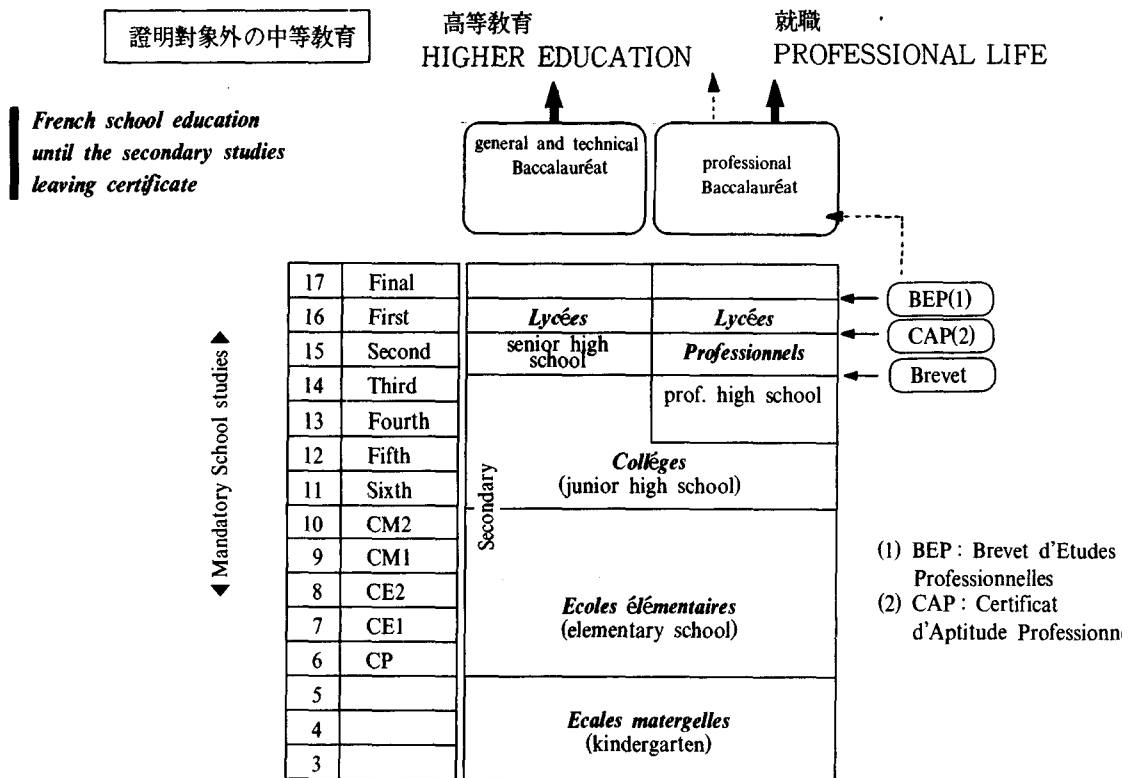 證明對象外の中等敎育
高等敎育
HIGHER EDUCATION
就職
PROFESSIONAL LIFE
French school education
until the secondary studies
leaving certificate
general and technical
Baccalauréat
professional
Baccalauréat
17 Final
16 First
15 Second
14 Third
13 Fourth
12 Fifth
11 Sixth
10 CM2
9 CM1
8 CE2
7 CE1
6 CP
5
4
3
Mandatory School studies
Secondary
Lycées
senior high
school
Lycées
Professionnels
prof. high school
Colléges
(junior high school)
Ecoles élémentaires
(elementary school)
Ecales matergelles
(kindergarten)
BEP(1)
CAP(2)
Brevet
(1) BEP : Brevet d'Etudes
Professionnelles
(2) CAP : Certificat
d'Aptitude Professionn